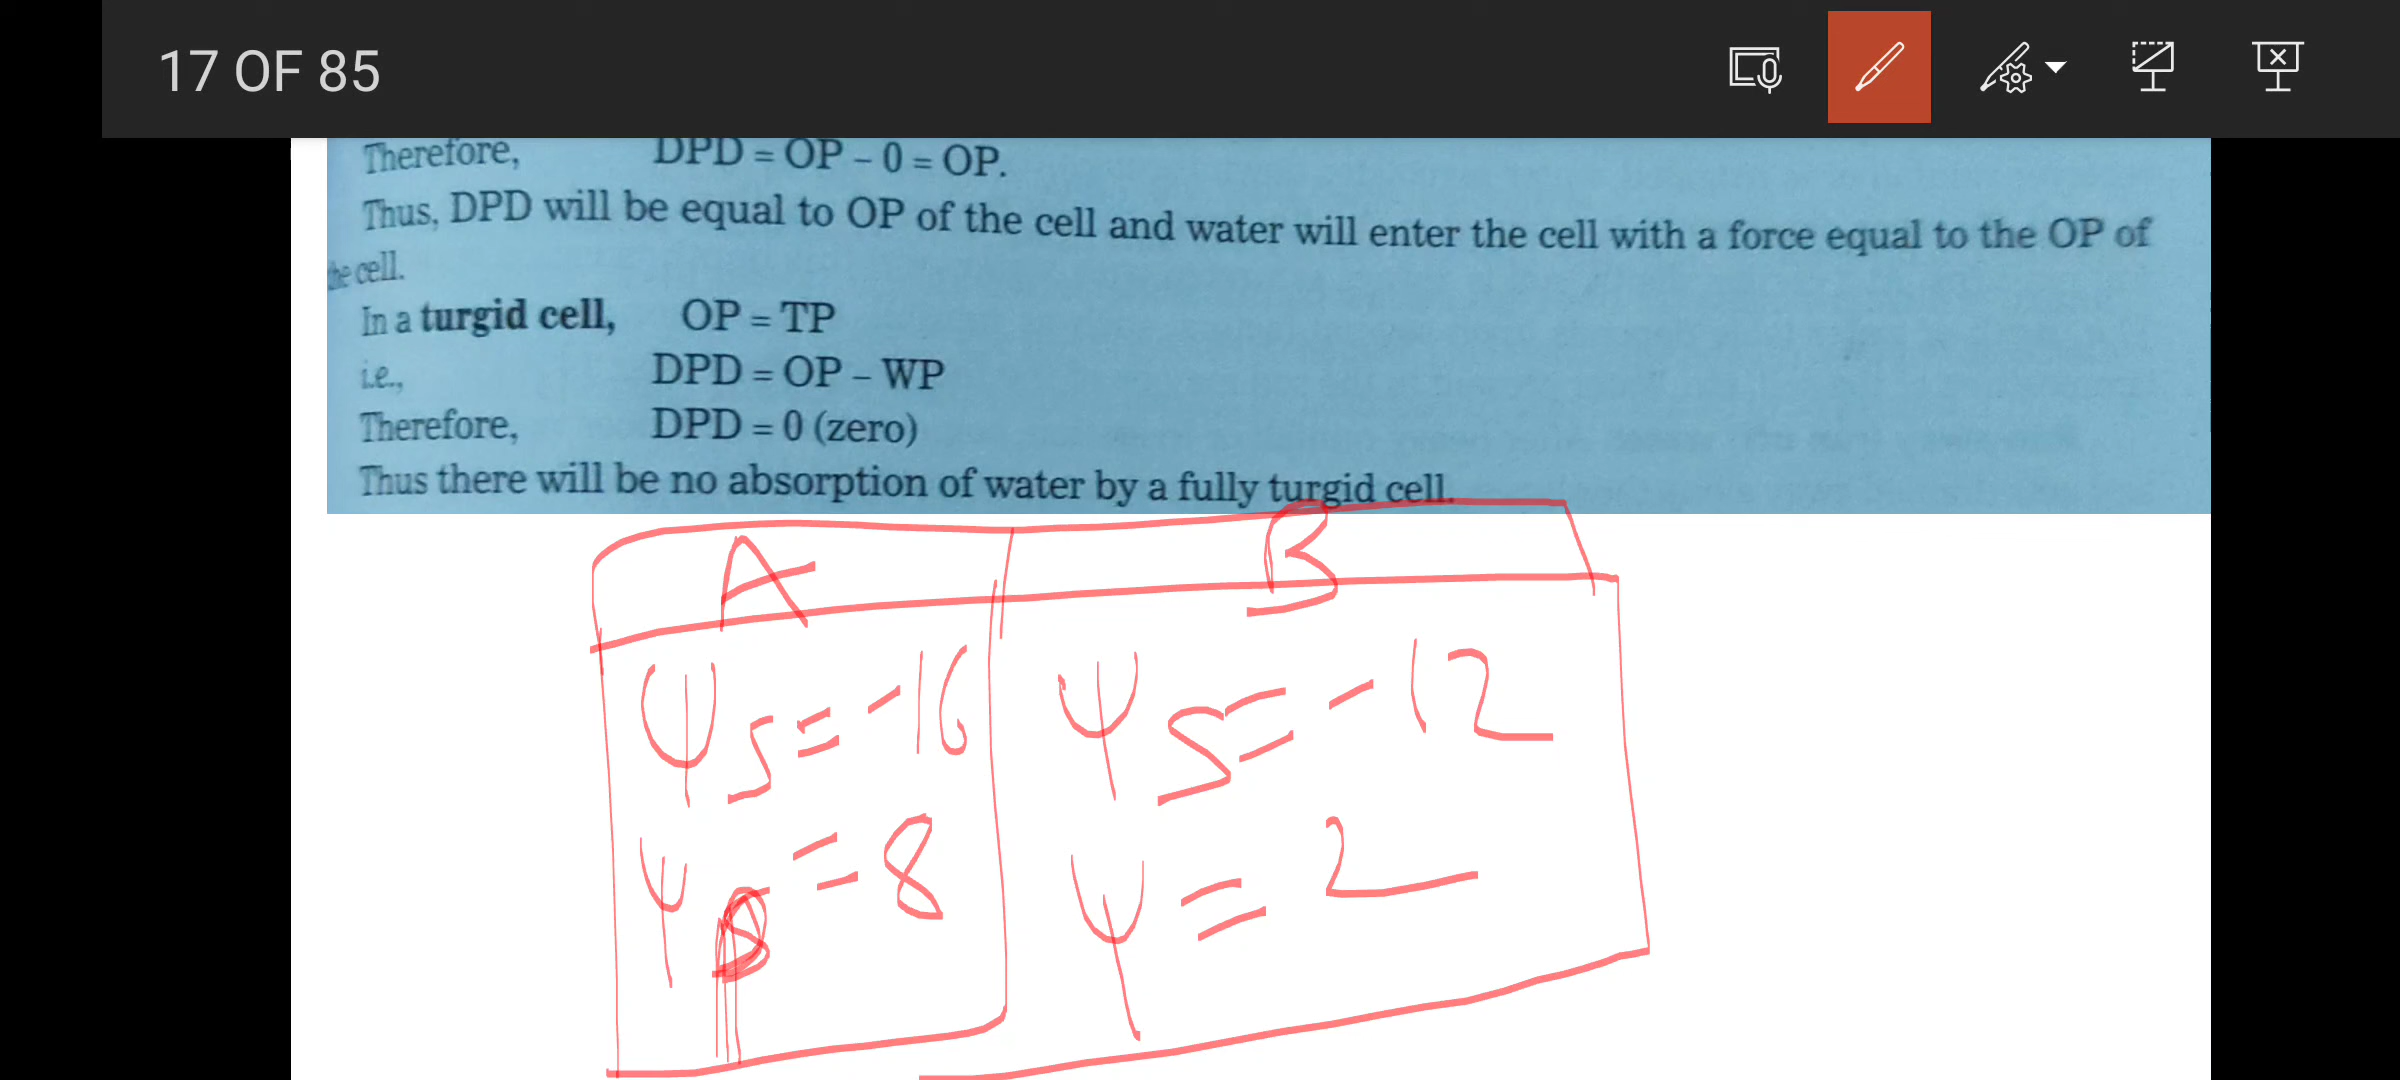 17 OF 85
Therefore, DPD = OP – 0 = OP.
Thus, DPD will be equal to OP of the cell and water will enter the cell with a force equal to the OP of
the cell.
In a turgid cell, OP = TP
i.e., DPD = OP – WP
Therefore, DPD = 0 (zero)
Thus there will be no absorption of water by a fully turgid cell.
A B
ψs = -16 ψs = -12
ψp = 8 ψ = 2